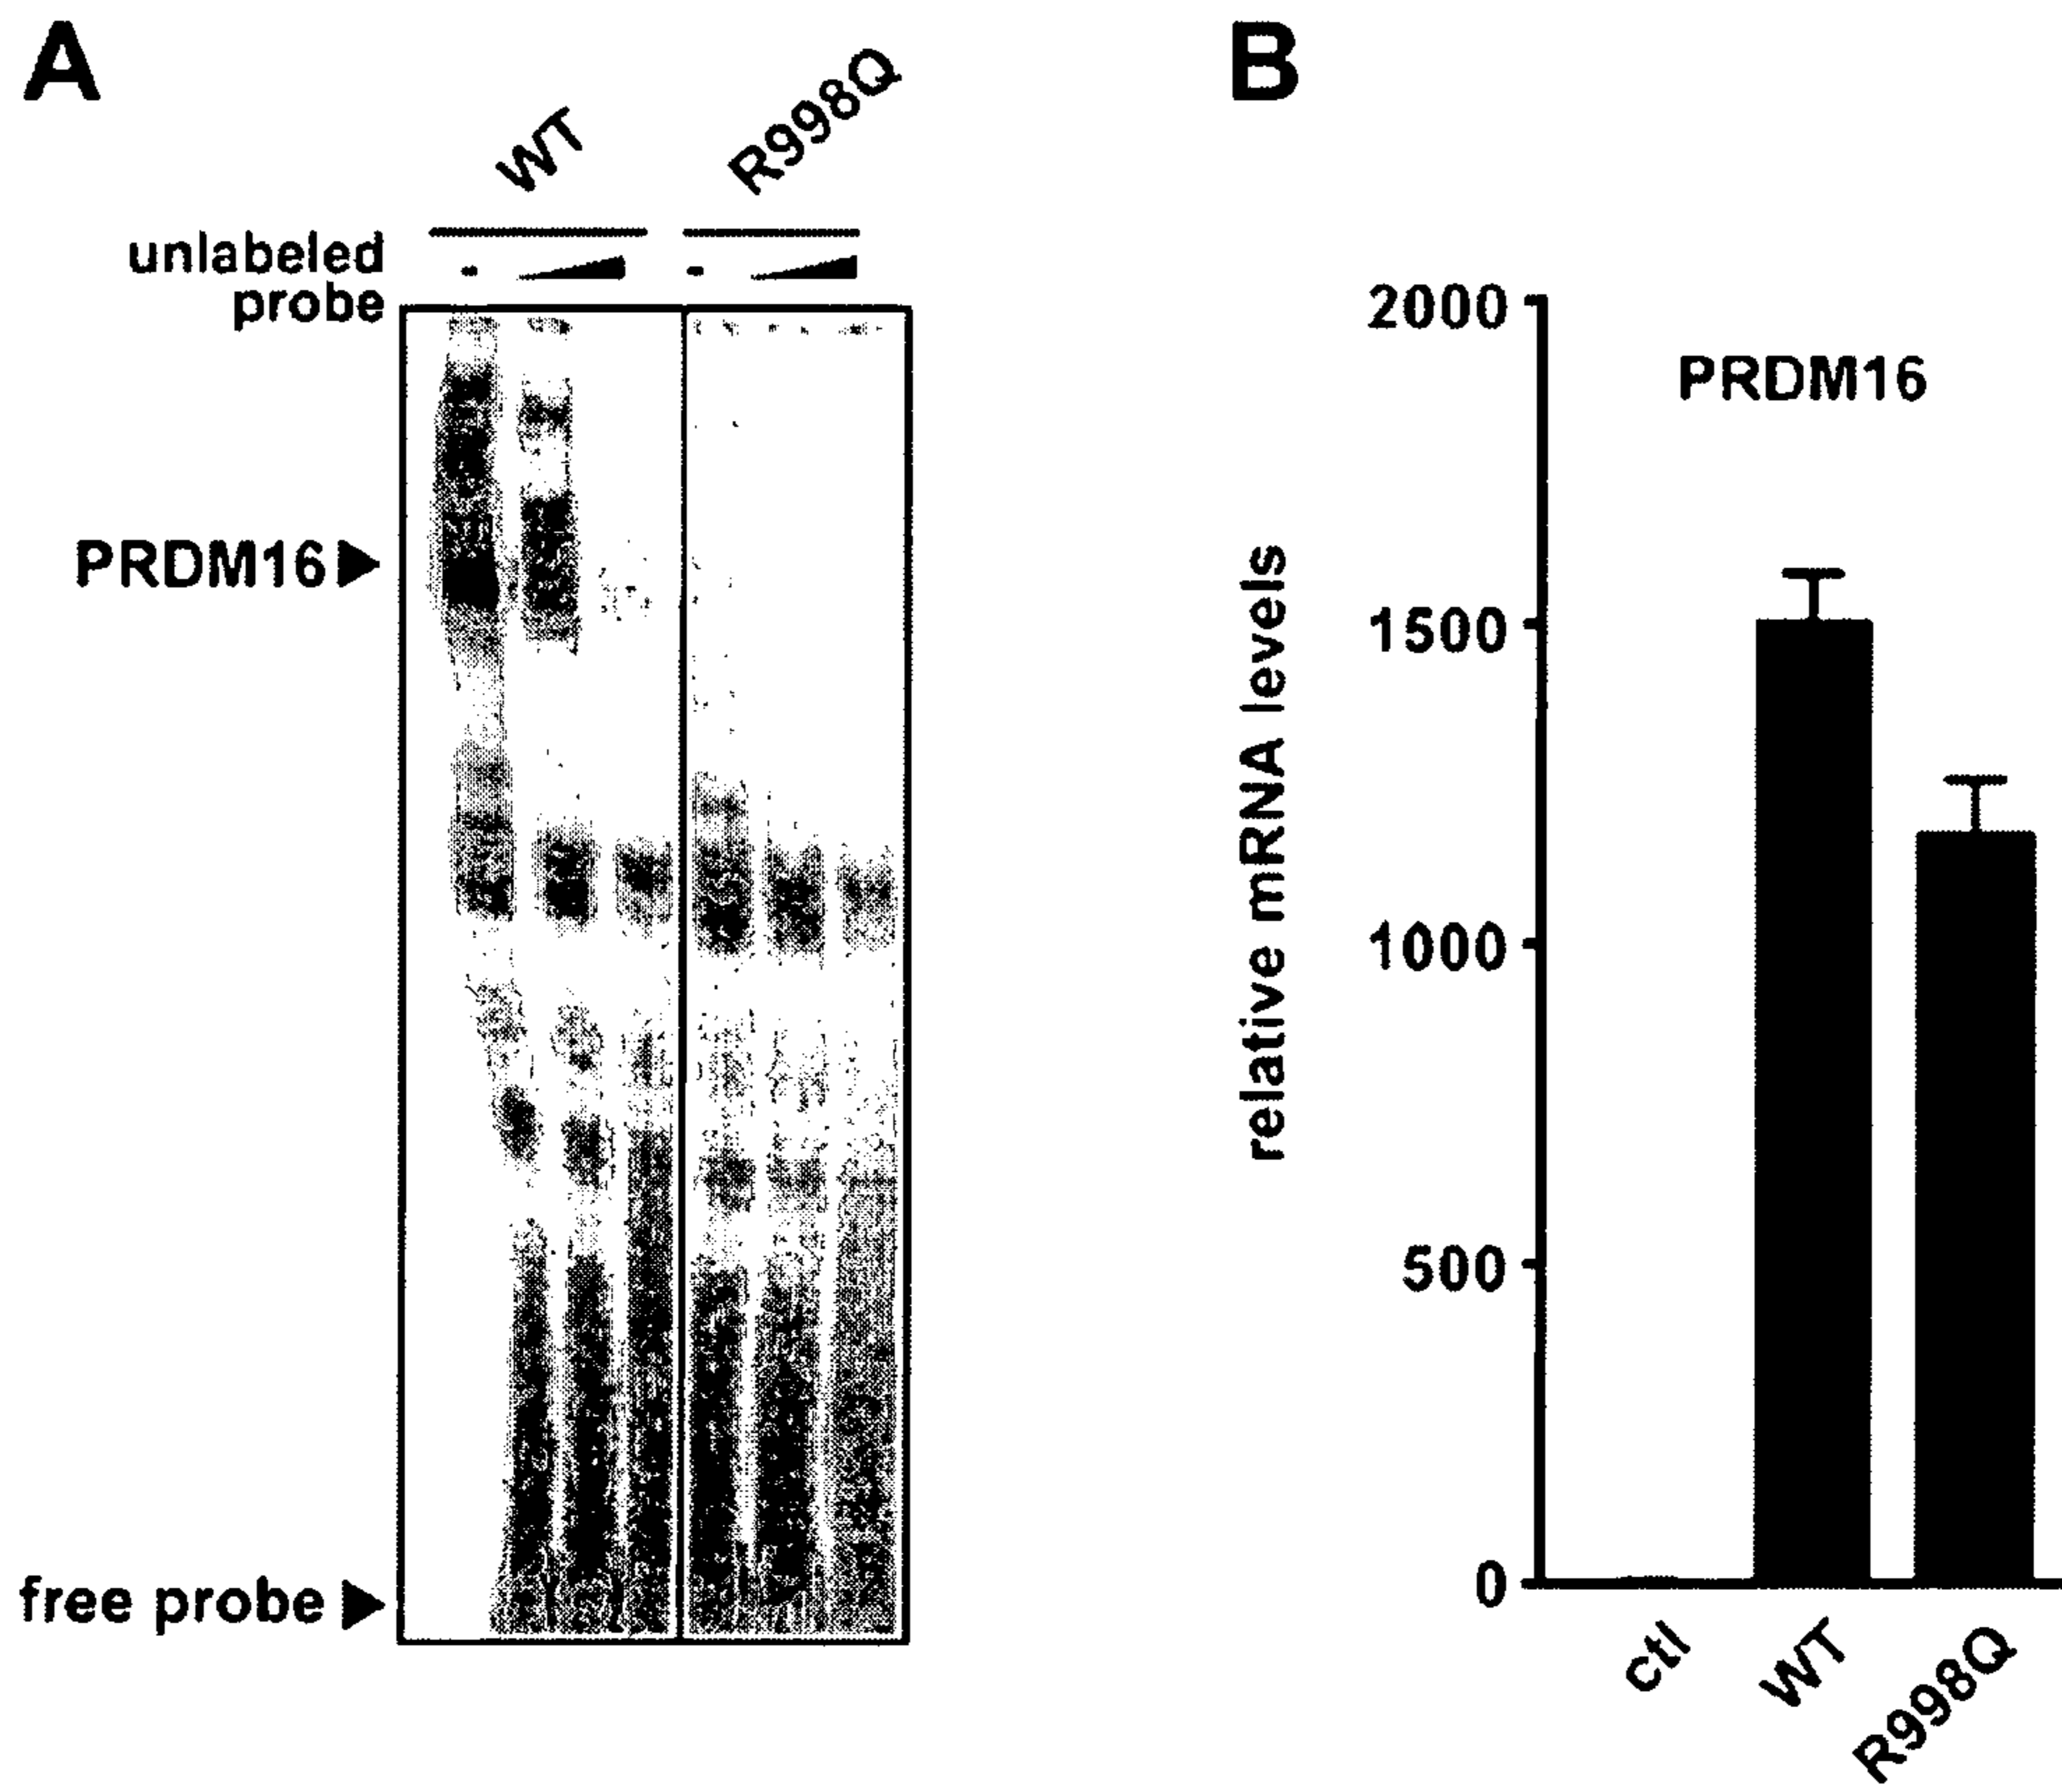 A
WT
R998Q
unlabeled
probe
-
-
PRDM16
free probe
B
PRDM16
relative mRNA levels
2000
1500
1000
500
0
ctl
WT
R998Q